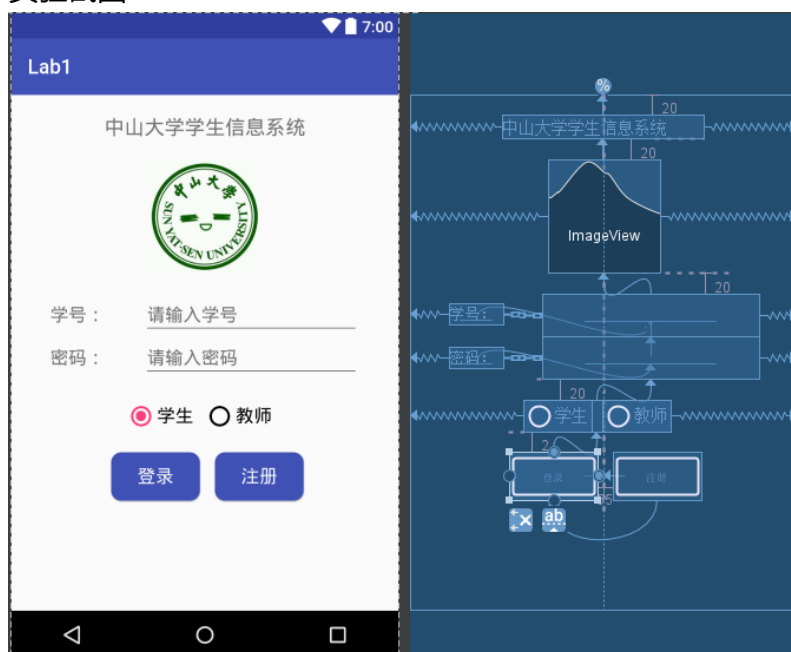 7:00
Lab1
中山大学学生信息系统
中山大学
SUN YAT-SEN UNIVERSITY
学号：
请输入学号
密码：
请输入密码
学生
教师
登录
注册
%
20
中山大学学生信息系统
20
ImageView
20
学号：
密码：
20
学生
教师
登录
注册
ab